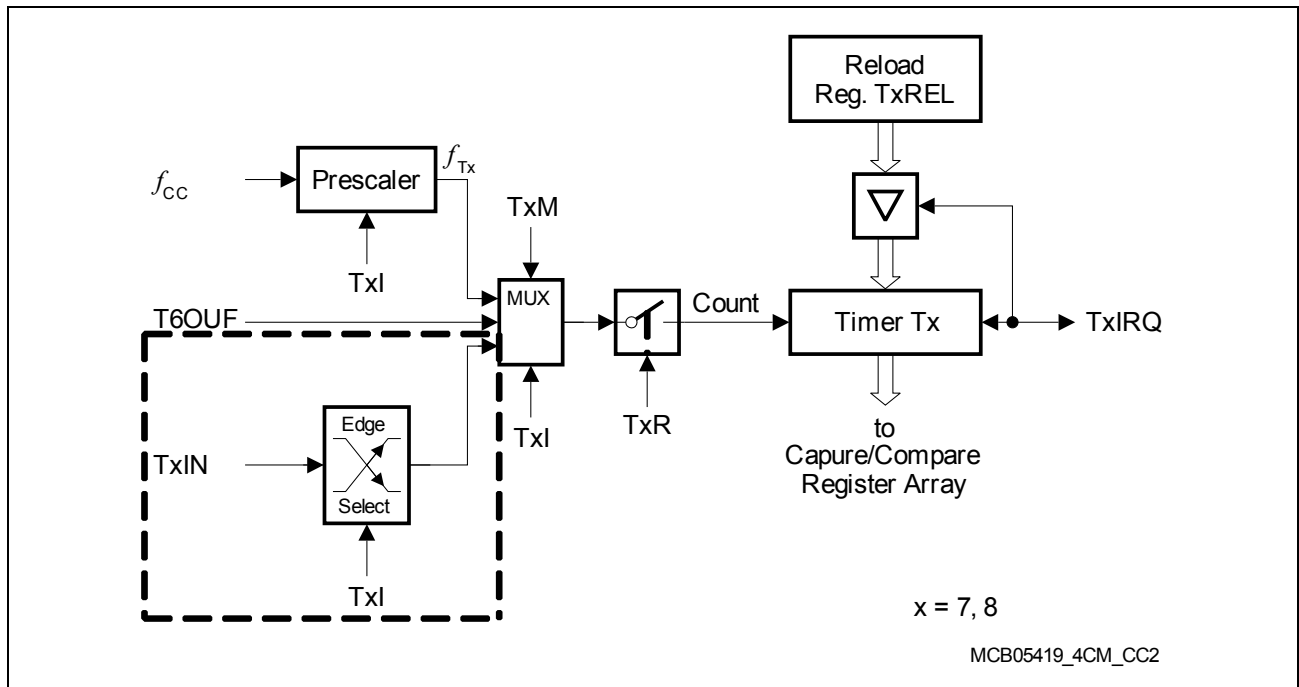 Reload
Reg. TxREL
fCC
Prescaler
fTx
TxI
TxM
T6OUF
MUX
Count
Timer Tx
TxIRQ
TxIN
Edge
Select
TxI
TxI
TxR
to
Capure/Compare
Register Array
x = 7, 8
MCB05419_4CM_CC2